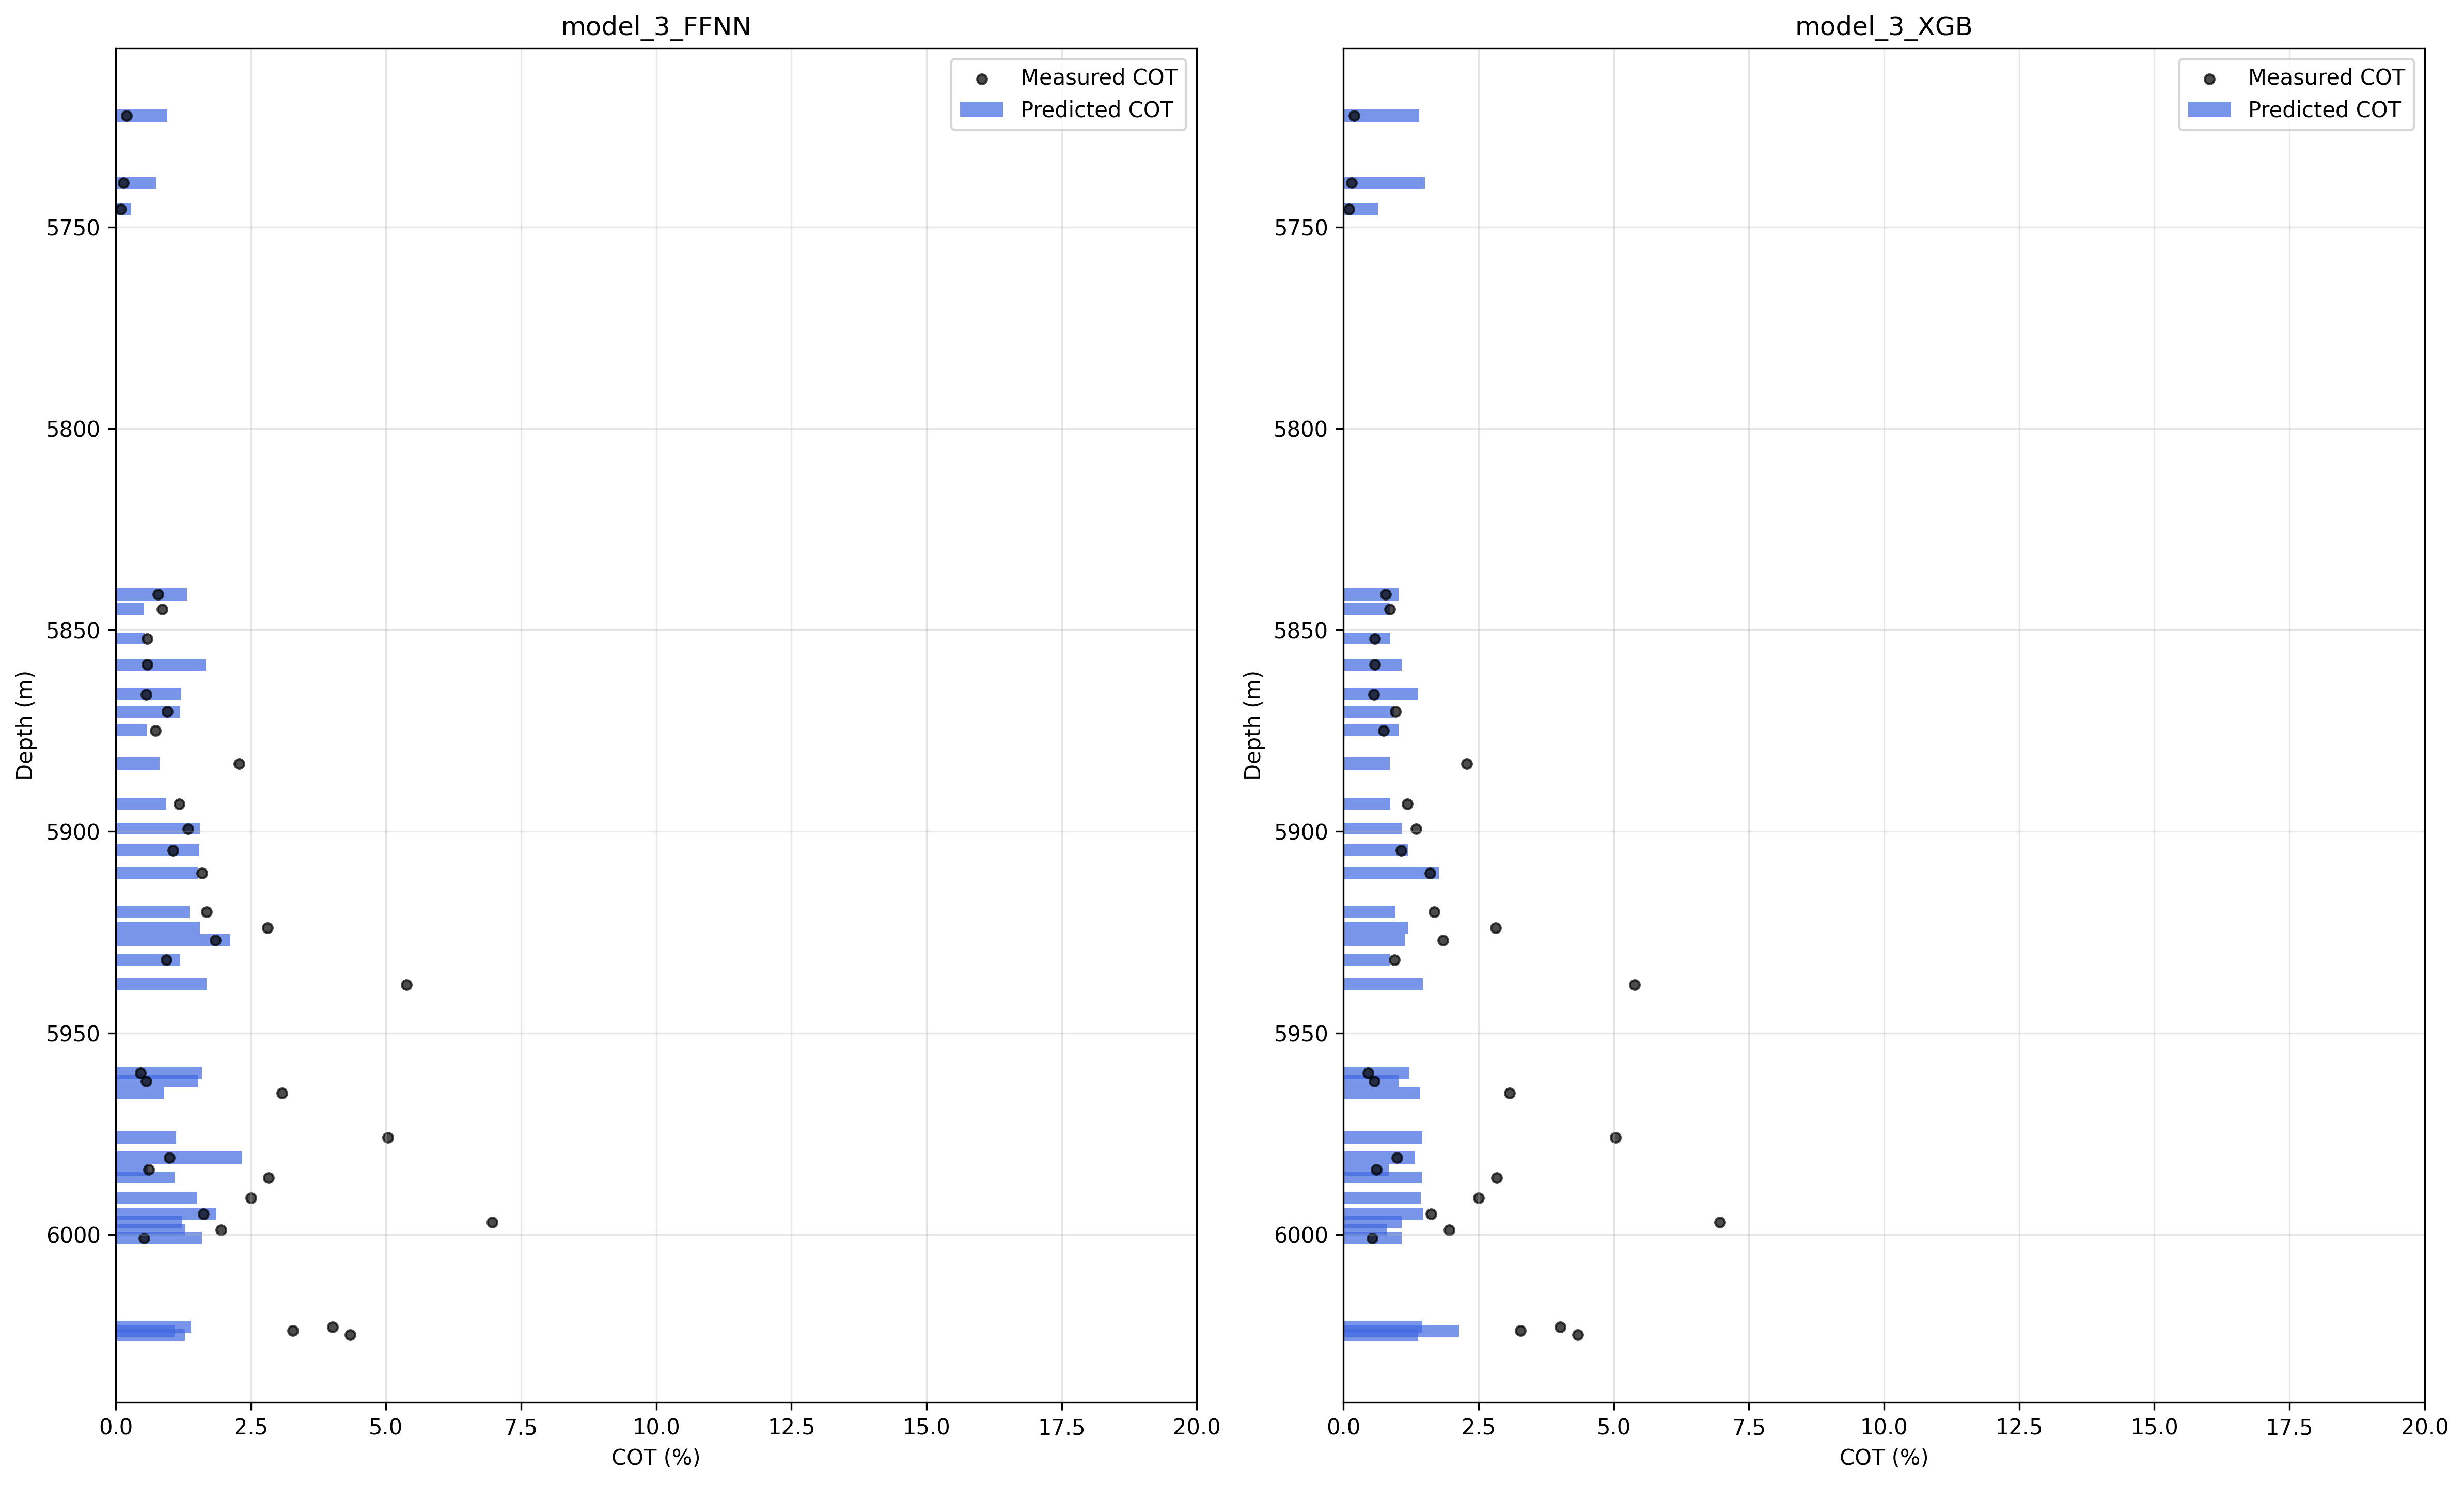 model_3_FFNN
Measured COT
Predicted COT
Depth (m)
5750
5800
5850
5900
5950
6000
0.0 2.5 5.0 7.5 10.0 12.5 15.0 17.5 20.0
COT (%)
model_3_XGB
Measured COT
Predicted COT
Depth (m)
5750
5800
5850
5900
5950
6000
0.0 2.5 5.0 7.5 10.0 12.5 15.0 17.5 20.0
COT (%)